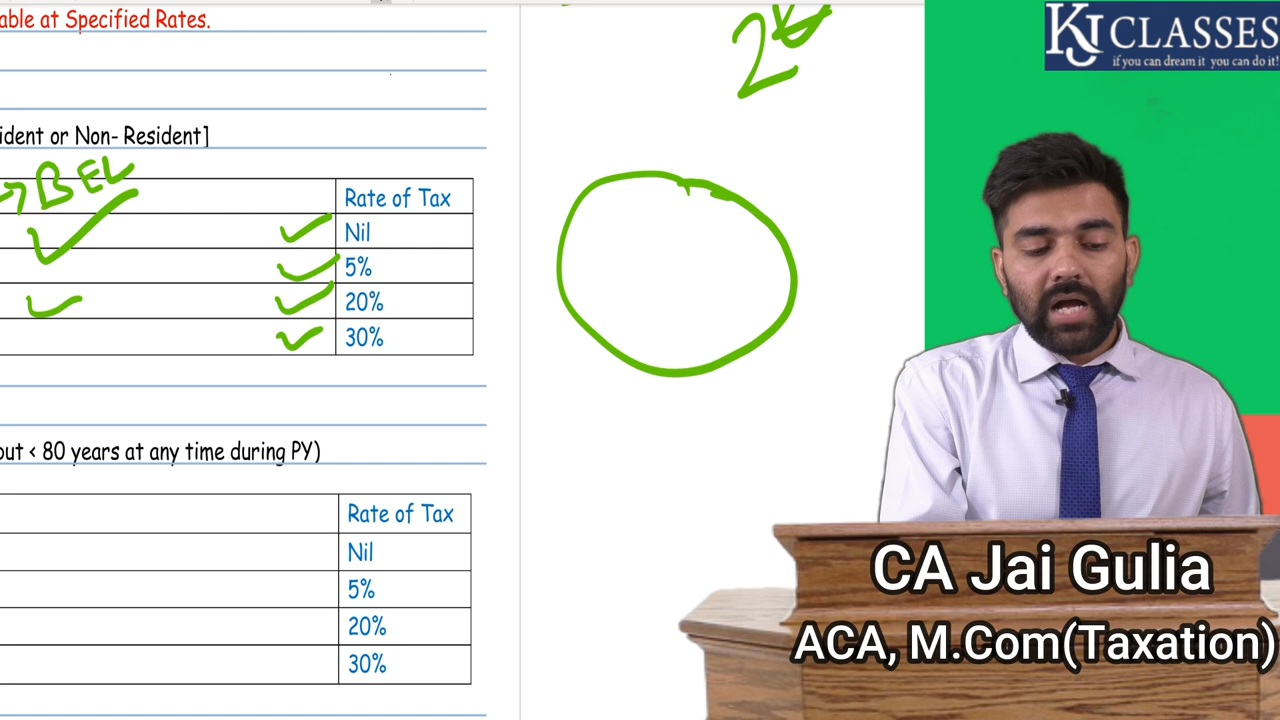 able at Specified Rates.
2
KJ CLASSES
if you can dream it you can do it!
ident or Non- Resident]
→ BEL
Rate of Tax
Nil
5%
20%
30%
out < 80 years at any time during PY)
Rate of Tax
Nil
5%
20%
30%
CA Jai Gulia
ACA, M.Com(Taxation)